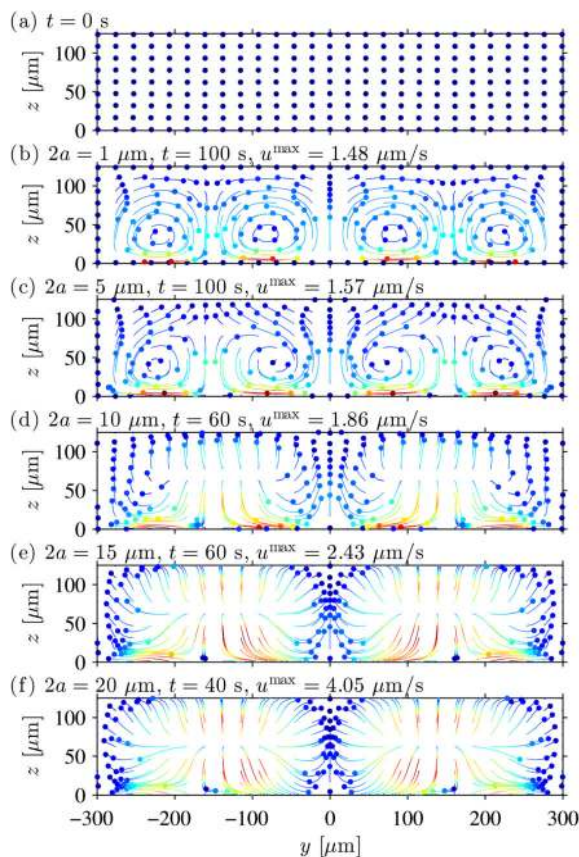 (a) t = 0 s
z [μm]
100
50
0
(b) 2a = 1 μm, t = 100 s, u^max = 1.48 μm/s
z [μm]
100
50
0
(c) 2a = 5 μm, t = 100 s, u^max = 1.57 μm/s
z [μm]
100
50
0
(d) 2a = 10 μm, t = 60 s, u^max = 1.86 μm/s
z [μm]
100
50
0
(e) 2a = 15 μm, t = 60 s, u^max = 2.43 μm/s
z [μm]
100
50
0
(f) 2a = 20 μm, t = 40 s, u^max = 4.05 μm/s
z [μm]
100
50
0
−300 −200 −100 0 100 200 300
y [μm]